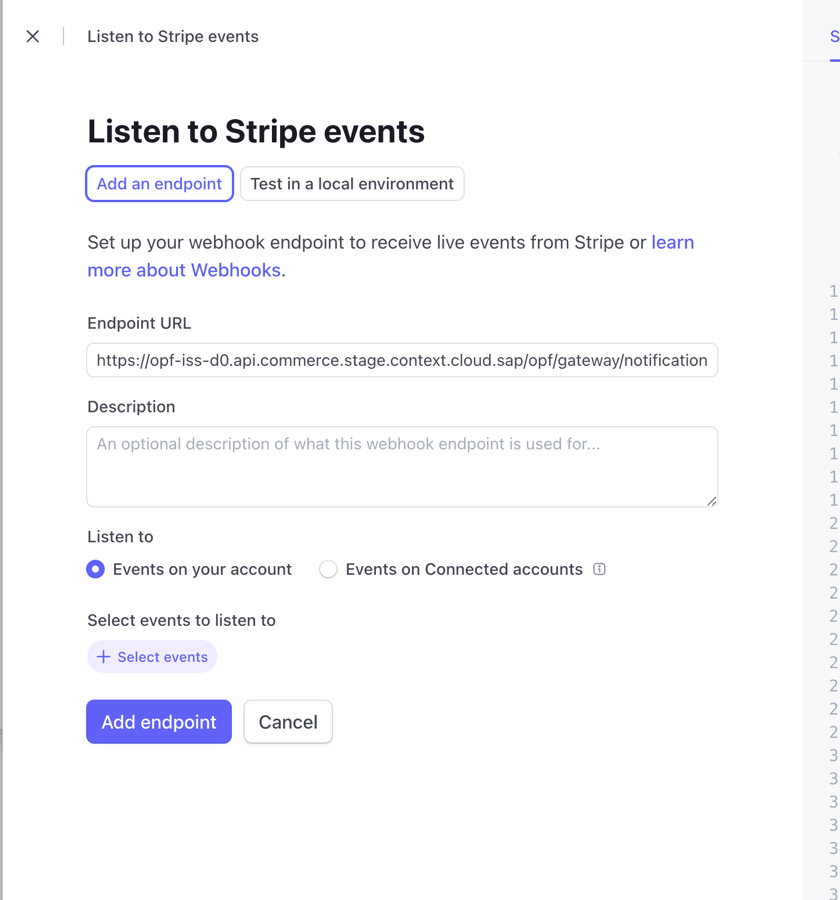 Listen to Stripe events
S
Listen to Stripe events
Add an endpoint
Test in a local environment
Set up your webhook endpoint to receive live events from Stripe or learn
more about Webhooks.
Endpoint URL
https://opf-iss-d0.api.commerce.stage.context.cloud.sap/opf/gateway/notification
Description
An optional description of what this webhook endpoint is used for...
Listen to
Events on your account
Events on Connected accounts
Select events to listen to
+ Select events
Add endpoint
Cancel
1
1
1
1
1
1
1
1
1
1
2
2
2
2
2
2
2
2
2
2
3
3
3
3
3
3
3